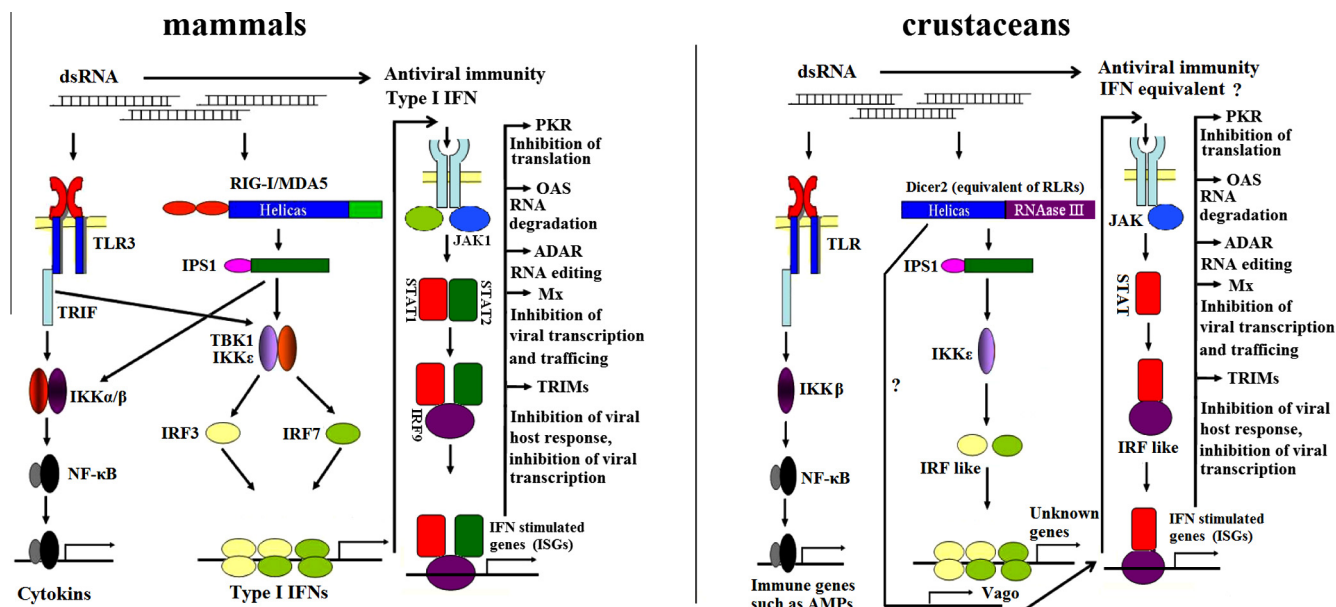 mammals
dsRNA
Antiviral immunity
Type I IFN
PKR
Inhibition of
translation
OAS
RNA
degradation
ADAR
RNA editing
Mx
Inhibition of
viral transcription
and trafficing
TRIMs
Inhibition of viral
host response,
inhibition of viral
transcription
RIG-I/MDA5
Helicas
TLR3
JAK1
IPS1
TRIF
STAT1
STAT2
TBK1
IKKε
IKKα/β
IRF3
IRF7
IRF9
NF-κB
IFN stimulated
genes (ISGs)
Cytokins
Type I IFNs
crustaceans
dsRNA
Antiviral immunity
IFN equivalent ?
PKR
Inhibition of
translation
OAS
RNA
degradation
ADAR
RNA editing
Mx
Inhibition of
viral transcription
and trafficing
TRIMs
Inhibition of viral
host response,
inhibition of viral
transcription
Dicer2 (equivalent of RLRs)
Helicas
RNAase III
TLR
JAK
IPS1
STAT
IKKε
IKKβ
?
IRF like
IRF like
NF-κB
Unknown
genes
IFN stimulated
genes (ISGs)
Immune genes
such as AMPs
Vago